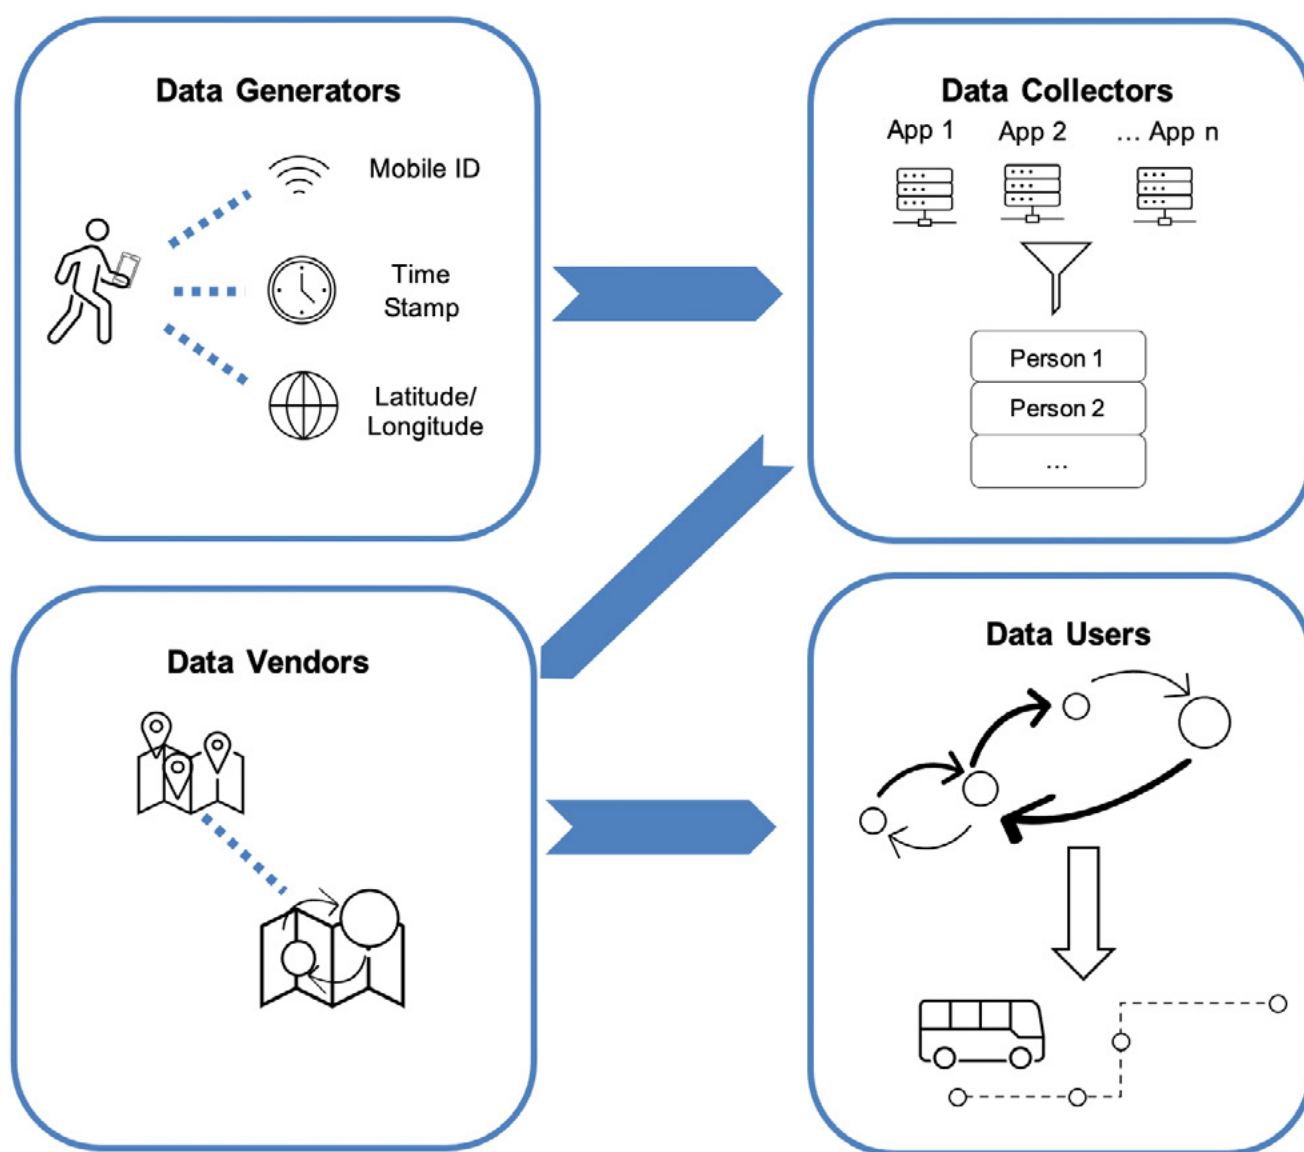 Data Generators
Mobile ID
Time
Stamp
Latitude/
Longitude
Data Collectors
App 1
App 2
... App n
Person 1
Person 2
...
Data Vendors
Data Users